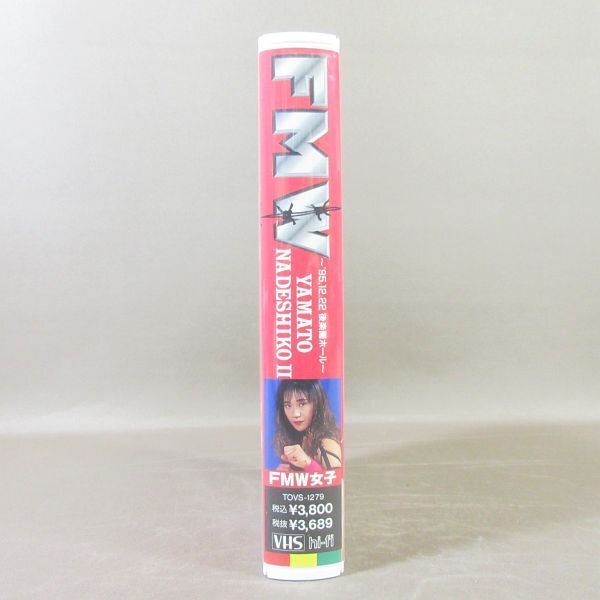 FMW
～'95.12.22 後楽園ホール～
YAMATO
NADESHIKO II
FMW女子
TOVS-1279
税込 ¥3,800
税抜 ¥3,689
VHS hi-fi